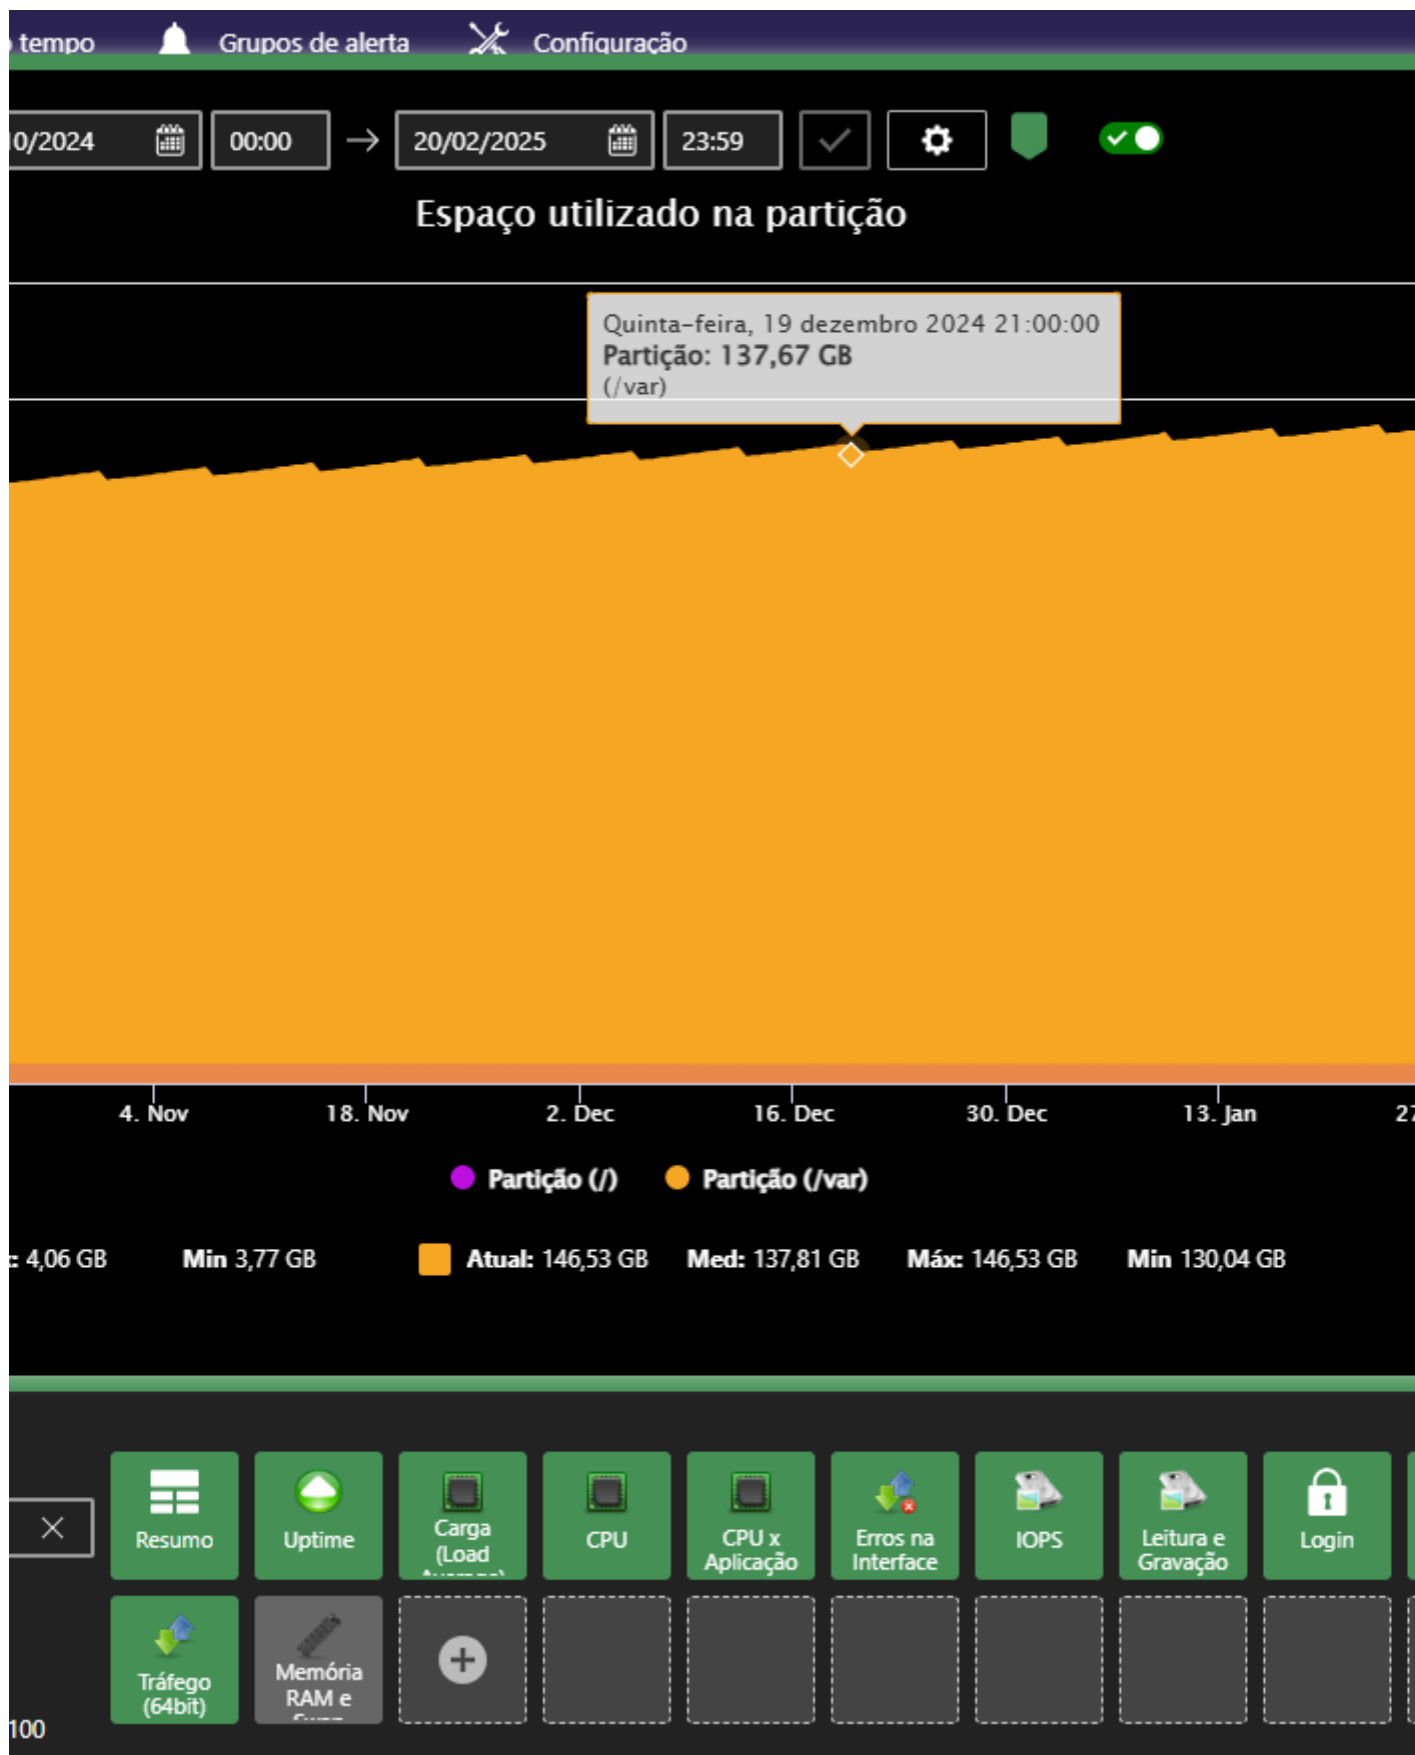 tempo Grupos de alerta Configuração
10/2024 00:00 → 20/02/2025 23:59
Espaço utilizado na partição
Quinta-feira, 19 dezembro 2024 21:00:00
Partição: 137,67 GB
(/var)
4. Nov 18. Nov 2. Dec 16. Dec 30. Dec 13. Jan 27
Partição (/) Partição (/var)
: 4,06 GB Min 3,77 GB Atual: 146,53 GB Med: 137,81 GB Máx: 146,53 GB Min 130,04 GB
Resumo Uptime Carga (Load CPU CPU x Aplicação Erros na Interface IOPS Leitura e Gravação Login
Tráfego (64bit) Memória RAM e
100